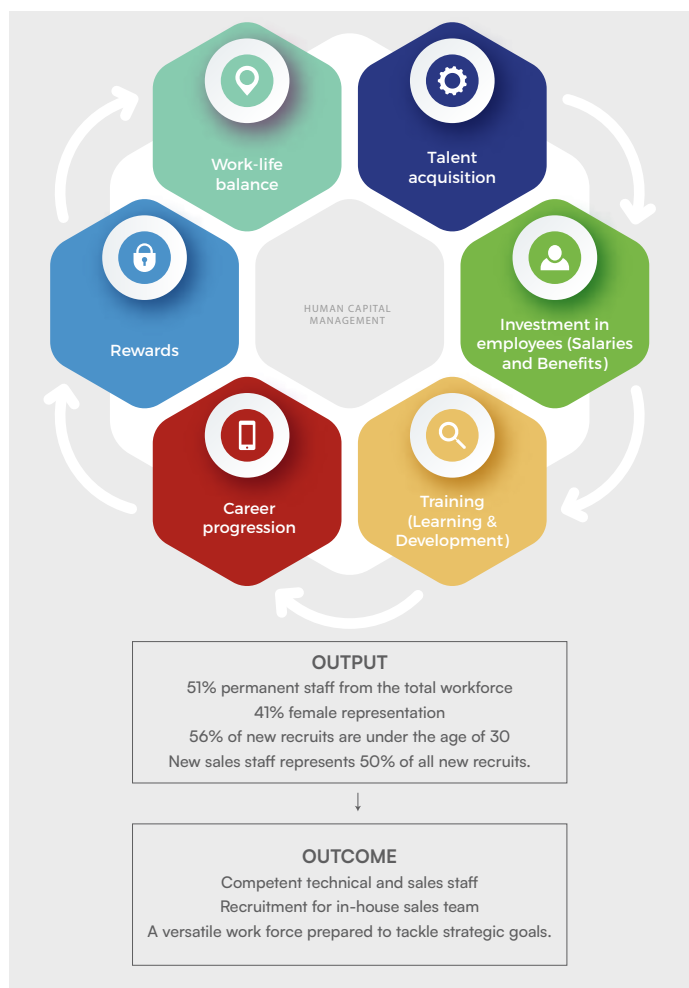 Work-life
balance
Talent
acquisition
Rewards
HUMAN CAPITAL
MANAGEMENT
Investment in
employees (Salaries
and Benefits)
Career
progression
Training
(Learning &
Development)
OUTPUT
51% permanent staff from the total workforce
41% female representation
56% of new recruits are under the age of 30
New sales staff represents 50% of all new recruits.
OUTCOME
Competent technical and sales staff
Recruitment for in-house sales team
A versatile work force prepared to tackle strategic goals.